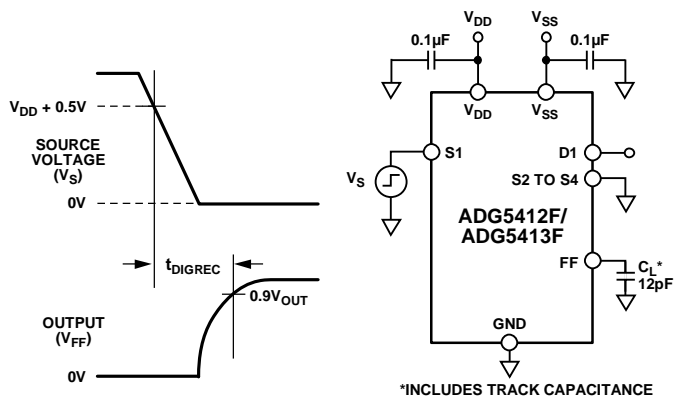 V_DD + 0.5V
SOURCE
VOLTAGE
(V_S)
0V
t_DIGREC
OUTPUT
(V_FF)
0.9V_OUT
0V
V_DD
V_SS
0.1µF
0.1µF
V_DD
V_SS
S1
D1
V_S
S2 TO S4
ADG5412F/
ADG5413F
FF
C_L*
12pF
GND
*INCLUDES TRACK CAPACITANCE